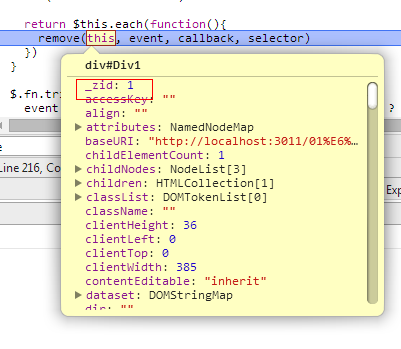 return $this.each(function(){
remove(this, event, callback, selector)
})
}
$.fn.tri
event
?
Line 216, Co
div#Div1
_zid: 1
accessKey: ""
align: ""
attributes: NamedNodeMap
baseURI: "http://localhost:3011/01%E6%…
childElementCount: 1
childNodes: NodeList[3]
children: HTMLCollection[1]
classList: DOMTokenList[0]
className: ""
clientHeight: 36
clientLeft: 0
clientTop: 0
clientWidth: 385
contentEditable: "inherit"
dataset: DOMStringMap
dir: ""